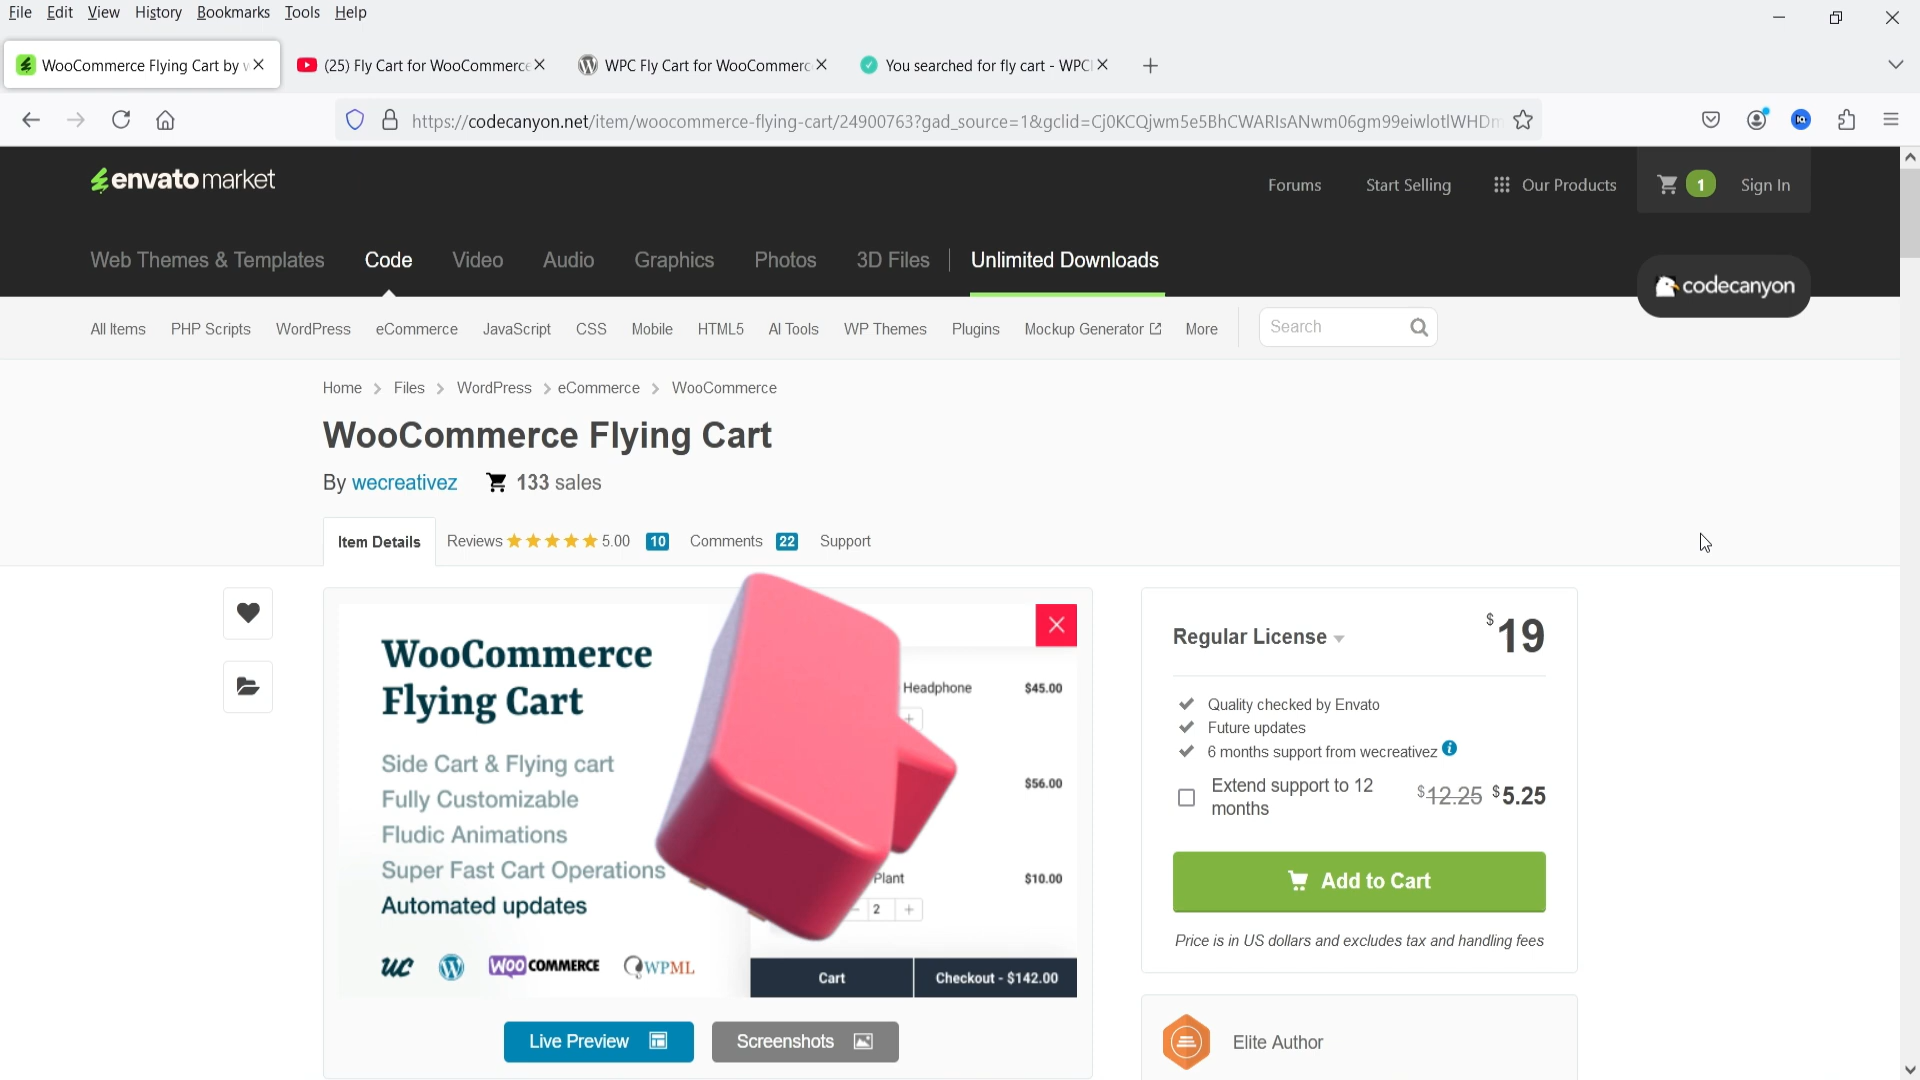 File Edit View History Bookmarks Tools Help
WooCommerce Flying Cart by
(25) Fly Cart for WooCommerce
WPC Fly Cart for WooCommerc
You searched for fly cart - WPCl
https://codecanyon.net/item/woocommerce-flying-cart/24900763?gad_source=1&gclid=Cj0KCQjwm5e5BhCWARIsANwm06gm99eiwlotlWHDm
envato market
Forums Start Selling Our Products 1 Sign In
Web Themes & Templates Code Video Audio Graphics Photos 3D Files Unlimited Downloads
codecanyon
All Items PHP Scripts WordPress eCommerce JavaScript CSS Mobile HTML5 AI Tools WP Themes Plugins Mockup Generator More Search
Home > Files > WordPress > eCommerce > WooCommerce
WooCommerce Flying Cart
By wecreativez 133 sales
Item Details Reviews 5.00 10 Comments 22 Support
WooCommerce
Flying Cart
Side Cart & Flying cart
Fully Customizable
Fludic Animations
Super Fast Cart Operations
Automated updates
UC WOO COMMERCE WPML
Headphone $45.00
+
$56.00
Plant $10.00
− 2 +
Cart Checkout - $142.00
Live Preview Screenshots
Regular License $19
Quality checked by Envato
Future updates
6 months support from wecreativez
Extend support to 12
months
$12.25 $5.25
Add to Cart
Price is in US dollars and excludes tax and handling fees
Elite Author